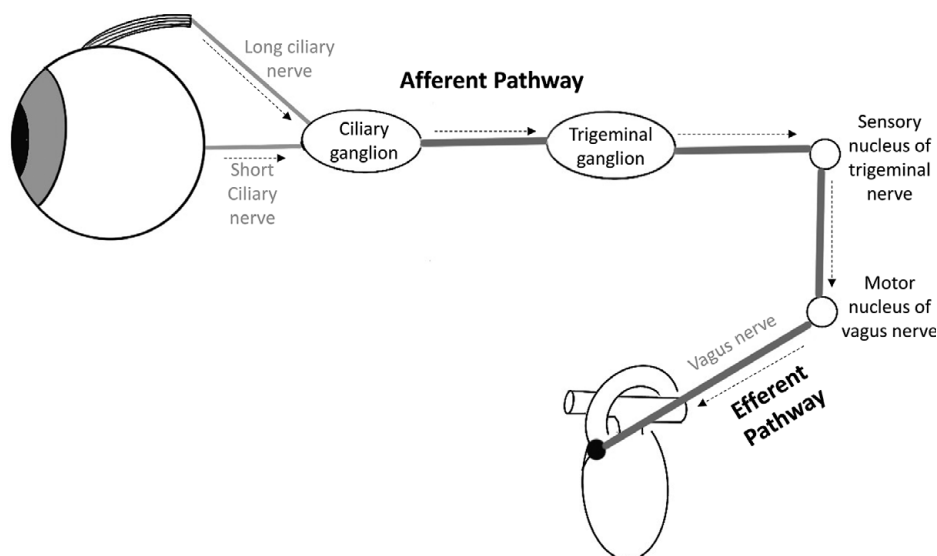 Long ciliary
nerve
Afferent Pathway
Ciliary
ganglion
Trigeminal
ganglion
Sensory
nucleus of
trigeminal
nerve
Short
Ciliary
nerve
Motor
nucleus of
vagus nerve
Vagus nerve
Efferent
Pathway